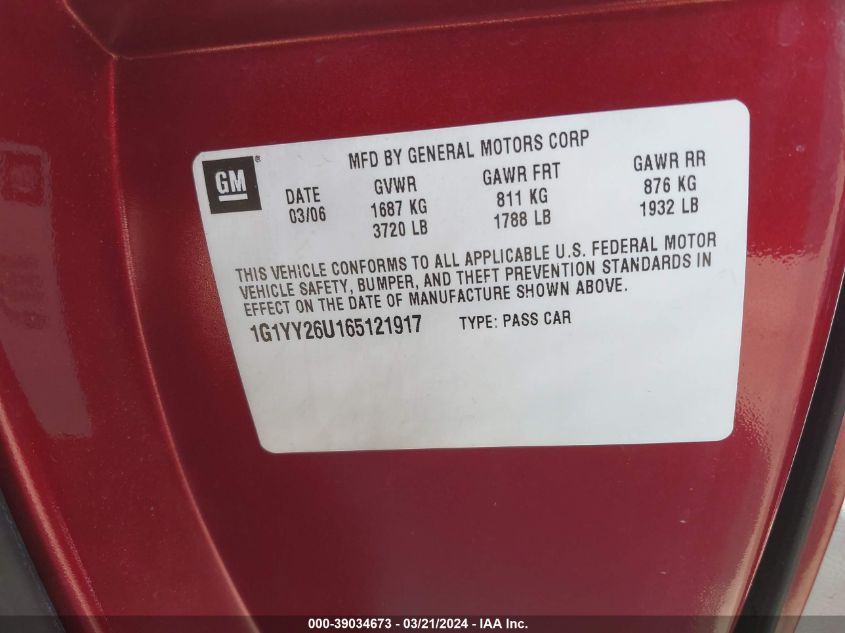 MFD BY GENERAL MOTORS CORP
GM®
DATE GVWR GAWR FRT GAWR RR
03/06 1687 KG 811 KG 876 KG
3720 LB 1788 LB 1932 LB
THIS VEHICLE CONFORMS TO ALL APPLICABLE U.S. FEDERAL MOTOR
VEHICLE SAFETY, BUMPER, AND THEFT PREVENTION STANDARDS IN
EFFECT ON THE DATE OF MANUFACTURE SHOWN ABOVE.
1G1YY26U165121917 TYPE: PASS CAR
000-39034673 - 03/21/2024 - IAA Inc.